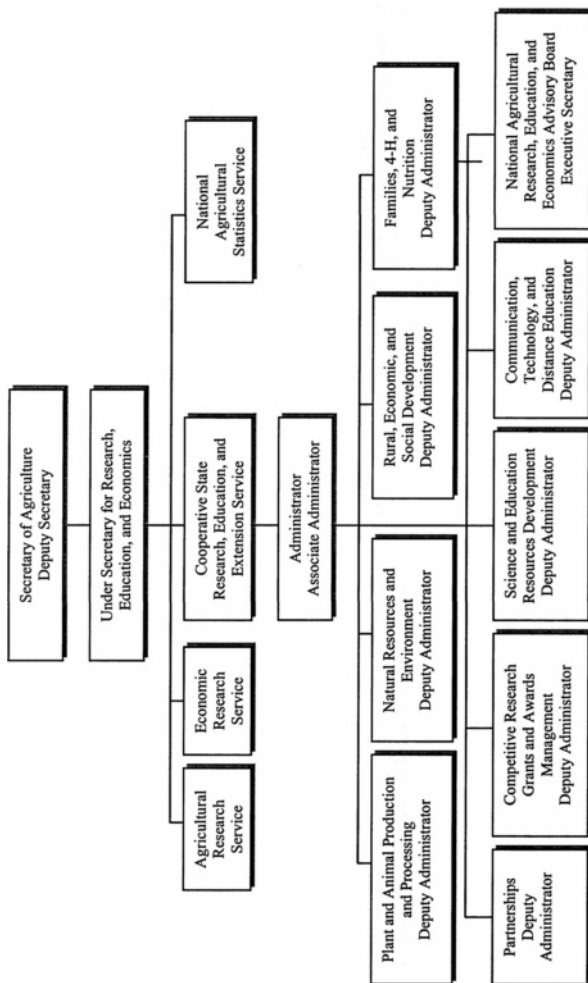 Secretary of Agriculture
Deputy Secretary
Under Secretary for Research,
Education, and Economics
Agricultural
Research
Service
Economic
Research
Service
Cooperative State
Research, Education, and
Extension Service
National
Agricultural
Statistics Service
Administrator
Associate Administrator
Plant and Animal Production
and Processing
Deputy Administrator
Natural Resources and
Environment
Deputy Administrator
Rural, Economic, and
Social Development
Deputy Administrator
Families, 4-H, and
Nutrition
Deputy Administrator
Partnerships
Deputy
Administrator
Competitive Research
Grants and Awards
Management
Deputy Administrator
Science and Education
Resources Development
Deputy Administrator
Communication,
Technology, and
Distance Education
Deputy Administrator
National Agricultural
Research, Education, and
Economics Advisory Board
Executive Secretary